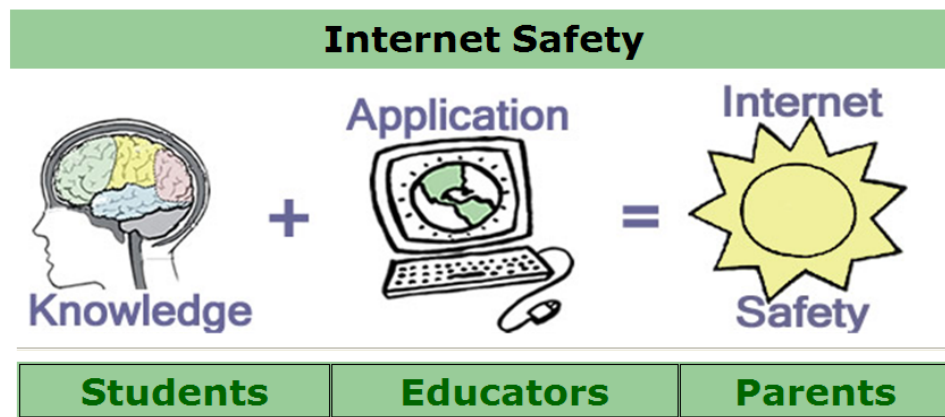 Internet Safety
Knowledge
+
Application
=
Internet
Safety
Students
Educators
Parents